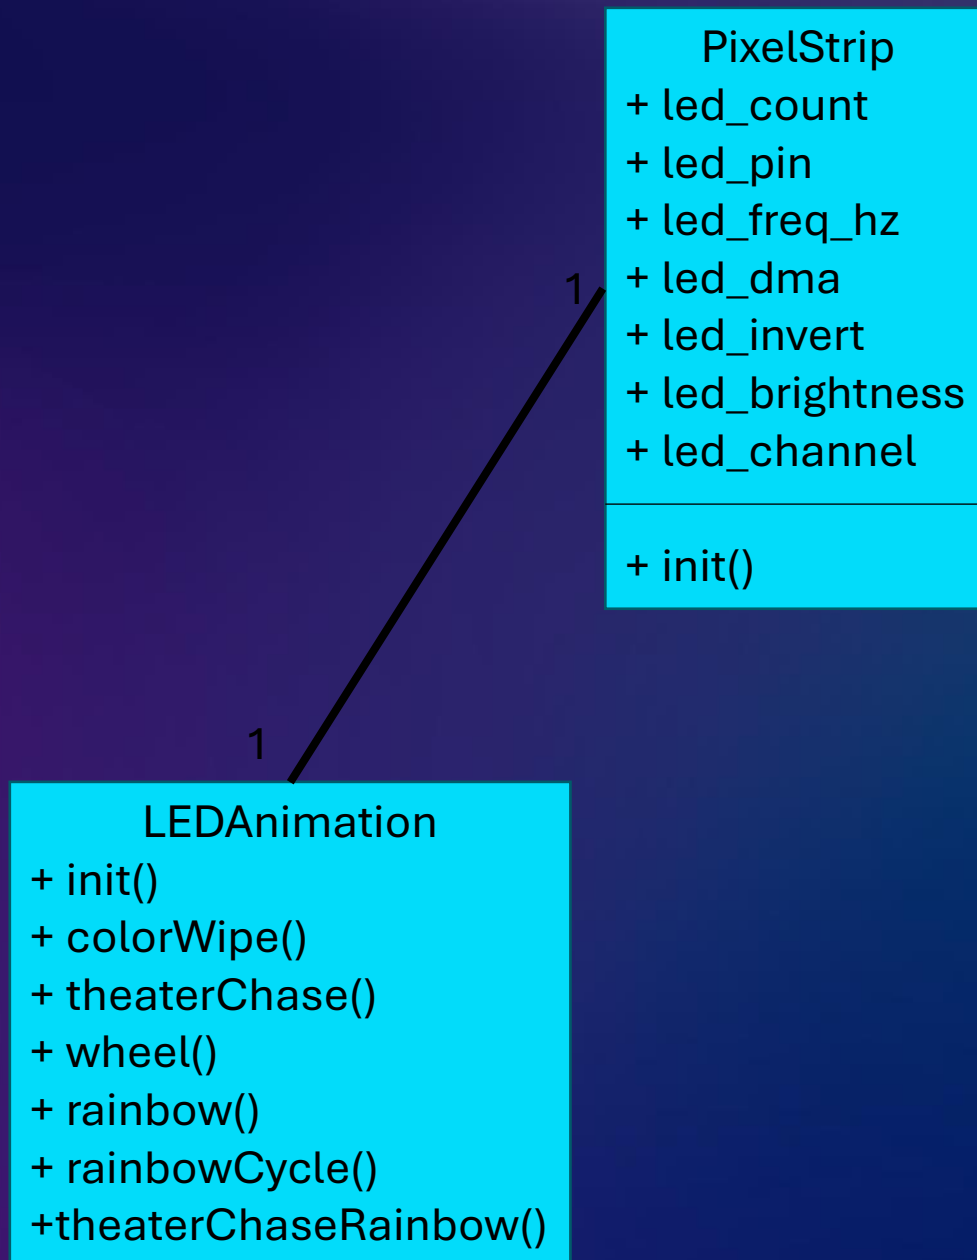 PixelStrip
+ led_count
+ led_pin
+ led_freq_hz
+ led_dma
+ led_invert
+ led_brightness
+ led_channel
+ init()
1
1
LEDAnimation
+ init()
+ colorWipe()
+ theaterChase()
+ wheel()
+ rainbow()
+ rainbowCycle()
+theaterChaseRainbow()